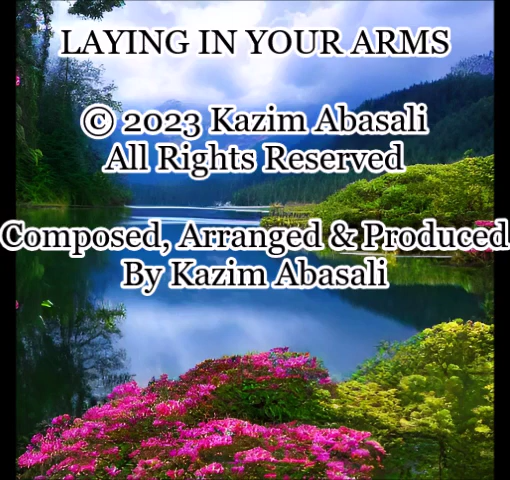 LAYING IN YOUR ARMS
© 2023 Kazim Abasali
All Rights Reserved
Composed, Arranged & Produced
By Kazim Abasali